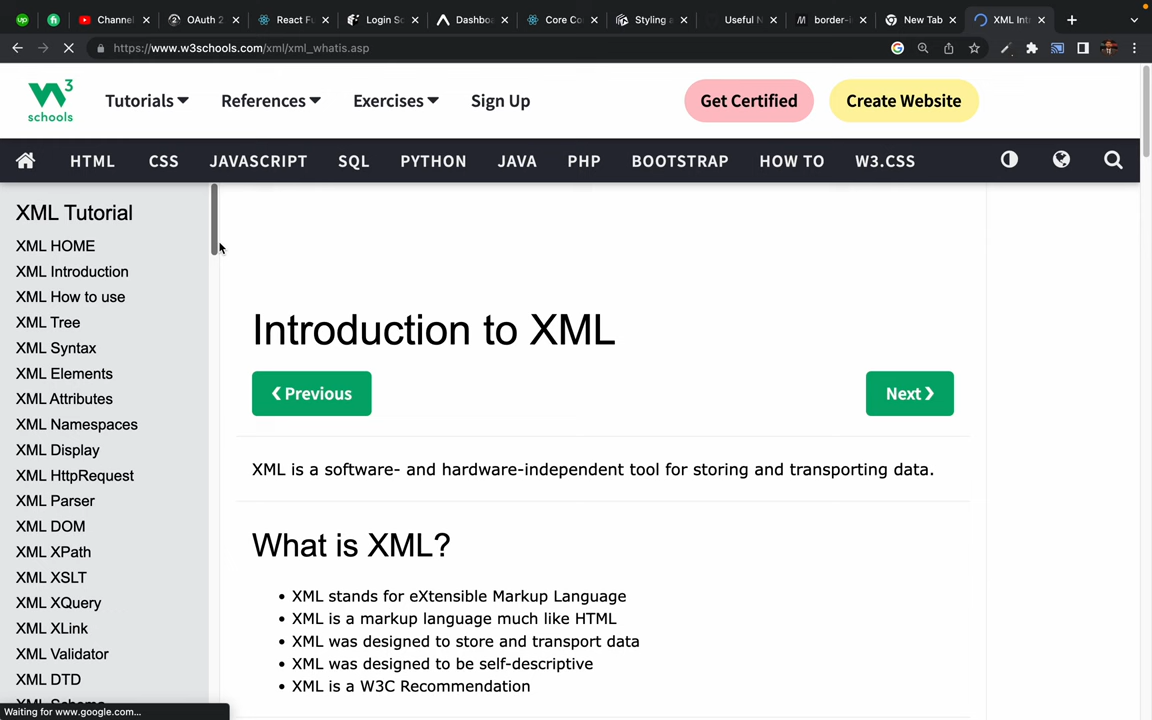 Channel
OAuth 2
React Fu
Login Sc
Dashboa
Core Co
Styling a
Useful N
border-i
New Tab
XML Int
https://www.w3schools.com/xml/xml_whatis.asp
W3
schools
Tutorials
References
Exercises
Sign Up
Get Certified
Create Website
HTML CSS JAVASCRIPT SQL PYTHON JAVA PHP BOOTSTRAP HOW TO W3.CSS
XML Tutorial
XML HOME
XML Introduction
XML How to use
XML Tree
XML Syntax
XML Elements
XML Attributes
XML Namespaces
XML Display
XML HttpRequest
XML Parser
XML DOM
XML XPath
XML XSLT
XML XQuery
XML XLink
XML Validator
XML DTD
XML Schema
Waiting for www.google.com...
Introduction to XML
❮ Previous
Next ❯
XML is a software- and hardware-independent tool for storing and transporting data.
What is XML?
• XML stands for eXtensible Markup Language
• XML is a markup language much like HTML
• XML was designed to store and transport data
• XML was designed to be self-descriptive
• XML is a W3C Recommendation